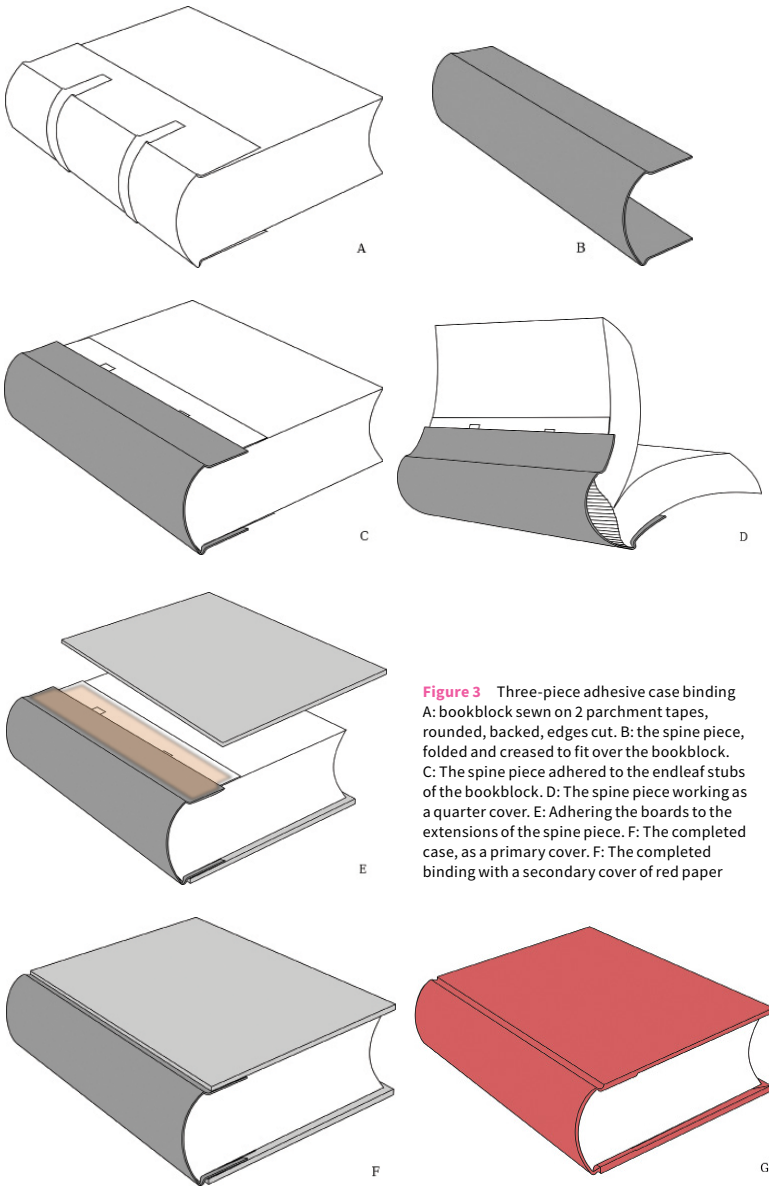 A
B
C
D
E
Figure 3 Three-piece adhesive case binding
A: bookblock sewn on 2 parchment tapes,
rounded, backed, edges cut. B: the spine piece,
folded and creased to fit over the bookblock.
C: The spine piece adhered to the endleaf stubs
of the bookblock. D: The spine piece working as
a quarter cover. E: Adhering the boards to the
extensions of the spine piece. F: The completed
case, as a primary cover. F: The completed
binding with a secondary cover of red paper
F
G